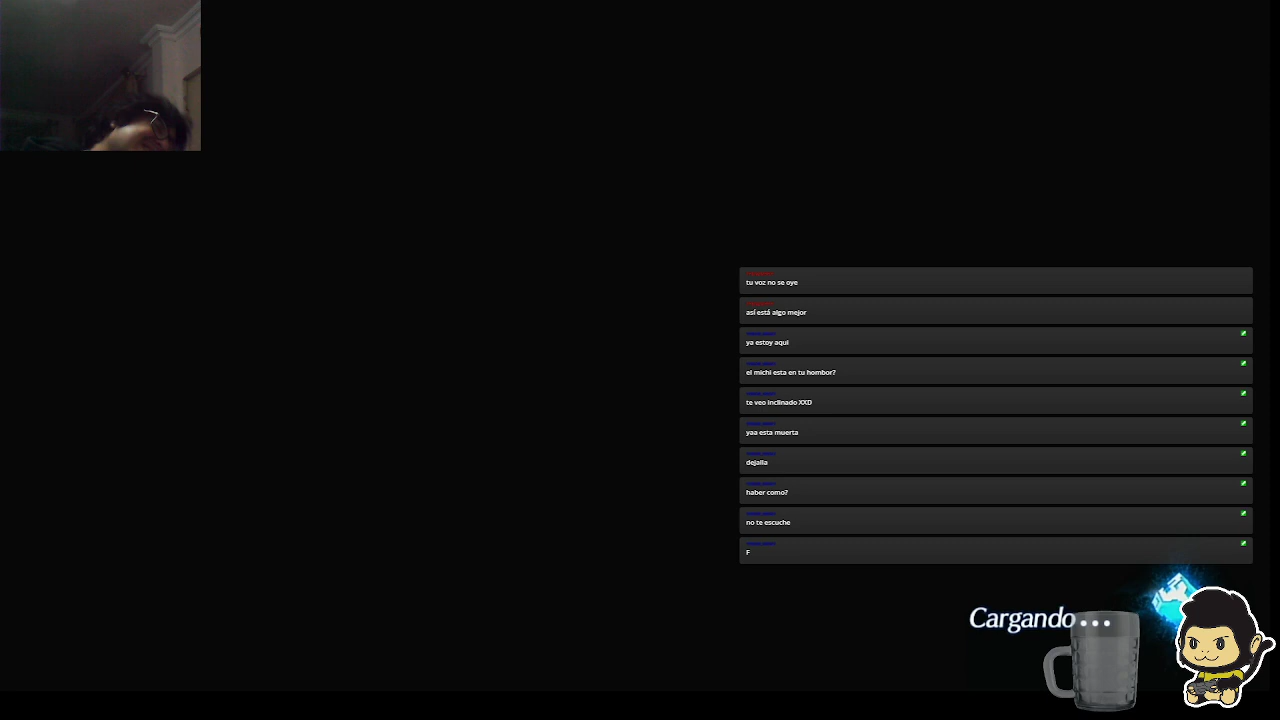 tu voz no se oye
así está algo mejor
ya estoy aqui
el michi esta en tu hombor?
te veo inclinado XXD
yaa esta muerta
dejalla
haber como?
no te escuche
F
Cargando...